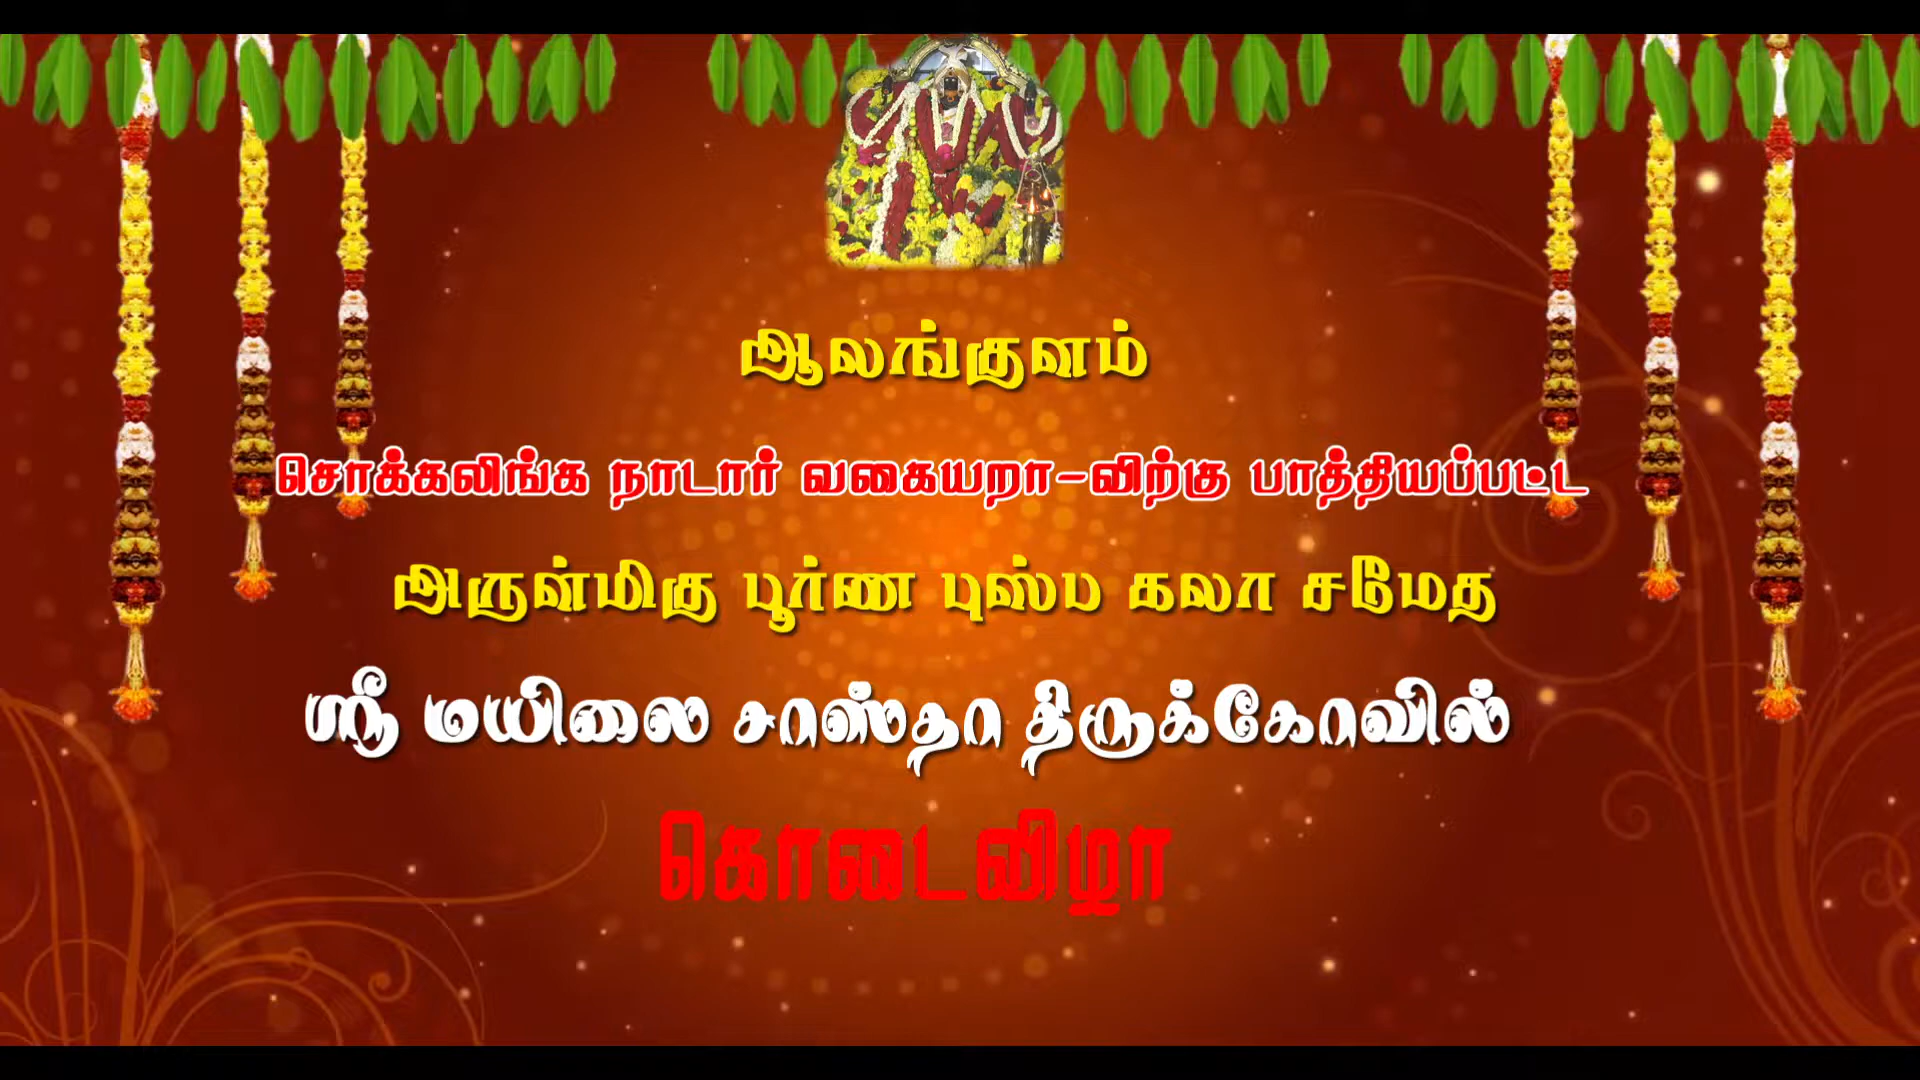 ஆலங்குளம்
சொக்கலிங்க நாடார் வகையறா-விற்கு பாத்தியப்பட்ட
அருள்மிகு பூர்ண புஸ்ப கலா சமேத
ஸ்ரீ மயிலை சாஸ்தா திருக்கோவில்
கொடைவிழா